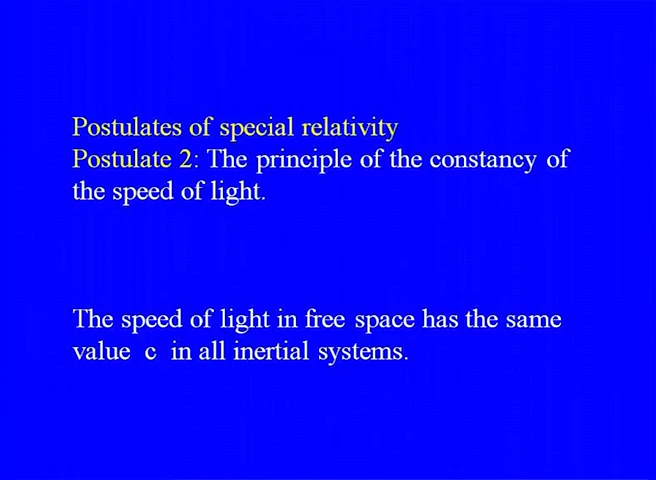 Postulates of special relativity
Postulate 2: The principle of the constancy of
the speed of light.
The speed of light in free space has the same
value c in all inertial systems.